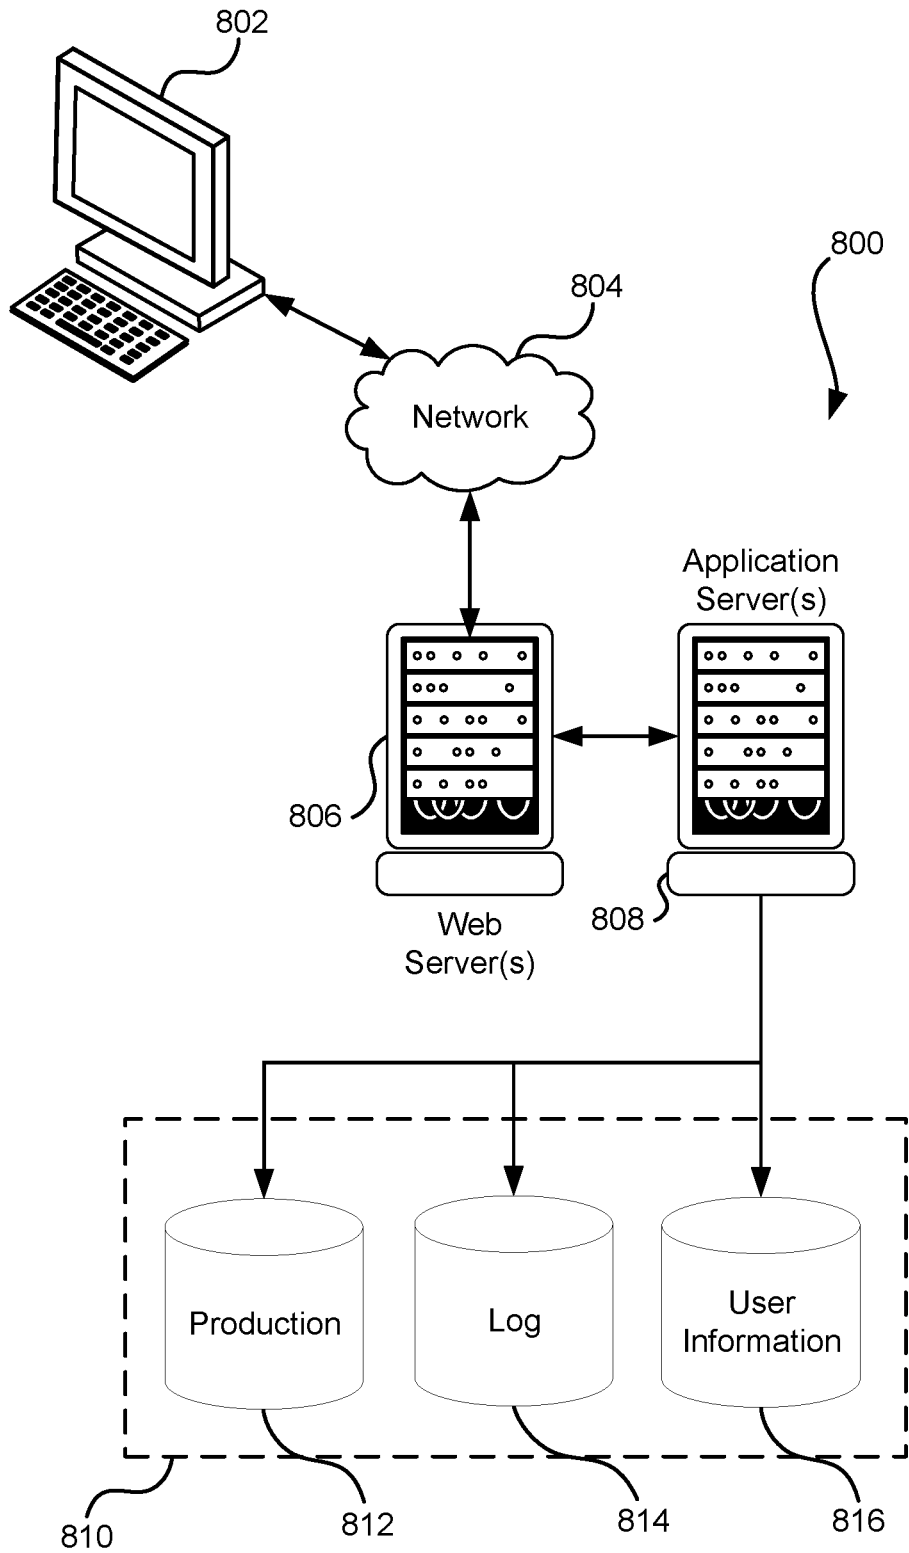 802
800
804
Network
Application
Server(s)
806
808
Web
Server(s)
Production
Log
User
Information
810
812
814
816